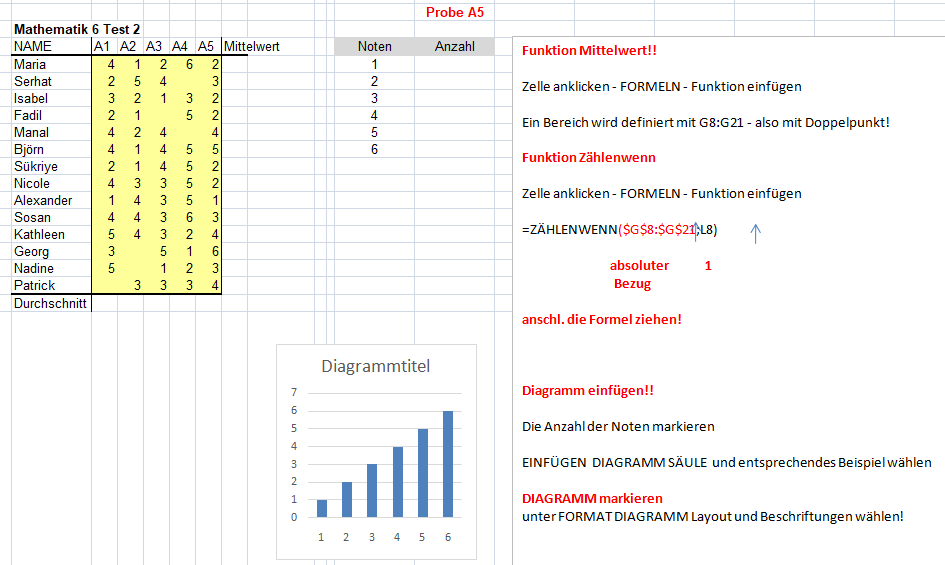 Probe A5
Mathematik 6 Test 2
NAME A1 A2 A3 A4 A5 Mittelwert
Maria 4 1 2 6 2
Serhat 2 5 4 3
Isabel 3 2 1 3 2
Fadil 2 1 5 2
Manal 4 2 4 4
Björn 4 1 4 5 5
Sükriye 2 1 4 5 2
Nicole 4 3 3 5 2
Alexander 1 4 3 5 1
Sosan 4 4 3 6 3
Kathleen 5 4 3 2 4
Georg 3 5 1 6
Nadine 5 1 2 3
Patrick 3 3 3 4
Durchschnitt
Noten Anzahl
1
2
3
4
5
6
Diagrammtitel
7
6
5
4
3
2
1
0
1 2 3 4 5 6
Funktion Mittelwert!!
Zelle anklicken - FORMELN - Funktion einfügen
Ein Bereich wird definiert mit G8:G21 - also mit Doppelpunkt!
Funktion Zählenwenn
Zelle anklicken - FORMELN - Funktion einfügen
=ZÄHLENWENN($G$8:$G$21;L8)
absoluter 1
Bezug
anschl. die Formel ziehen!
Diagramm einfügen!!
Die Anzahl der Noten markieren
EINFÜGEN DIAGRAMM SÄULE und entsprechendes Beispiel wählen
DIAGRAMM markieren
unter FORMAT DIAGRAMM Layout und Beschriftungen wählen!